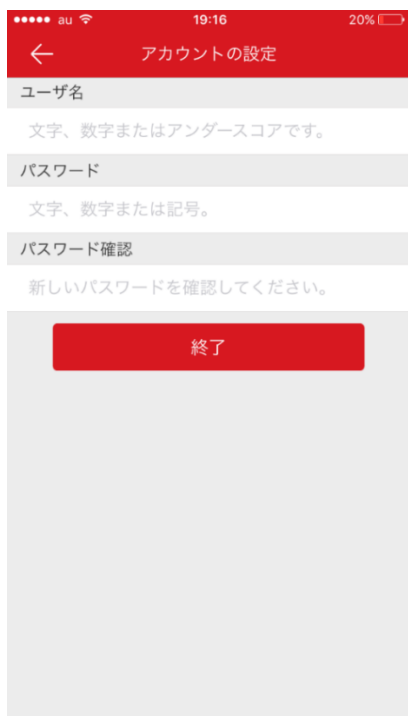 au 19:16 20%
アカウントの設定
ユーザ名
文字、数字またはアンダースコアです。
パスワード
文字、数字または記号。
パスワード確認
新しいパスワードを確認してください。
終了